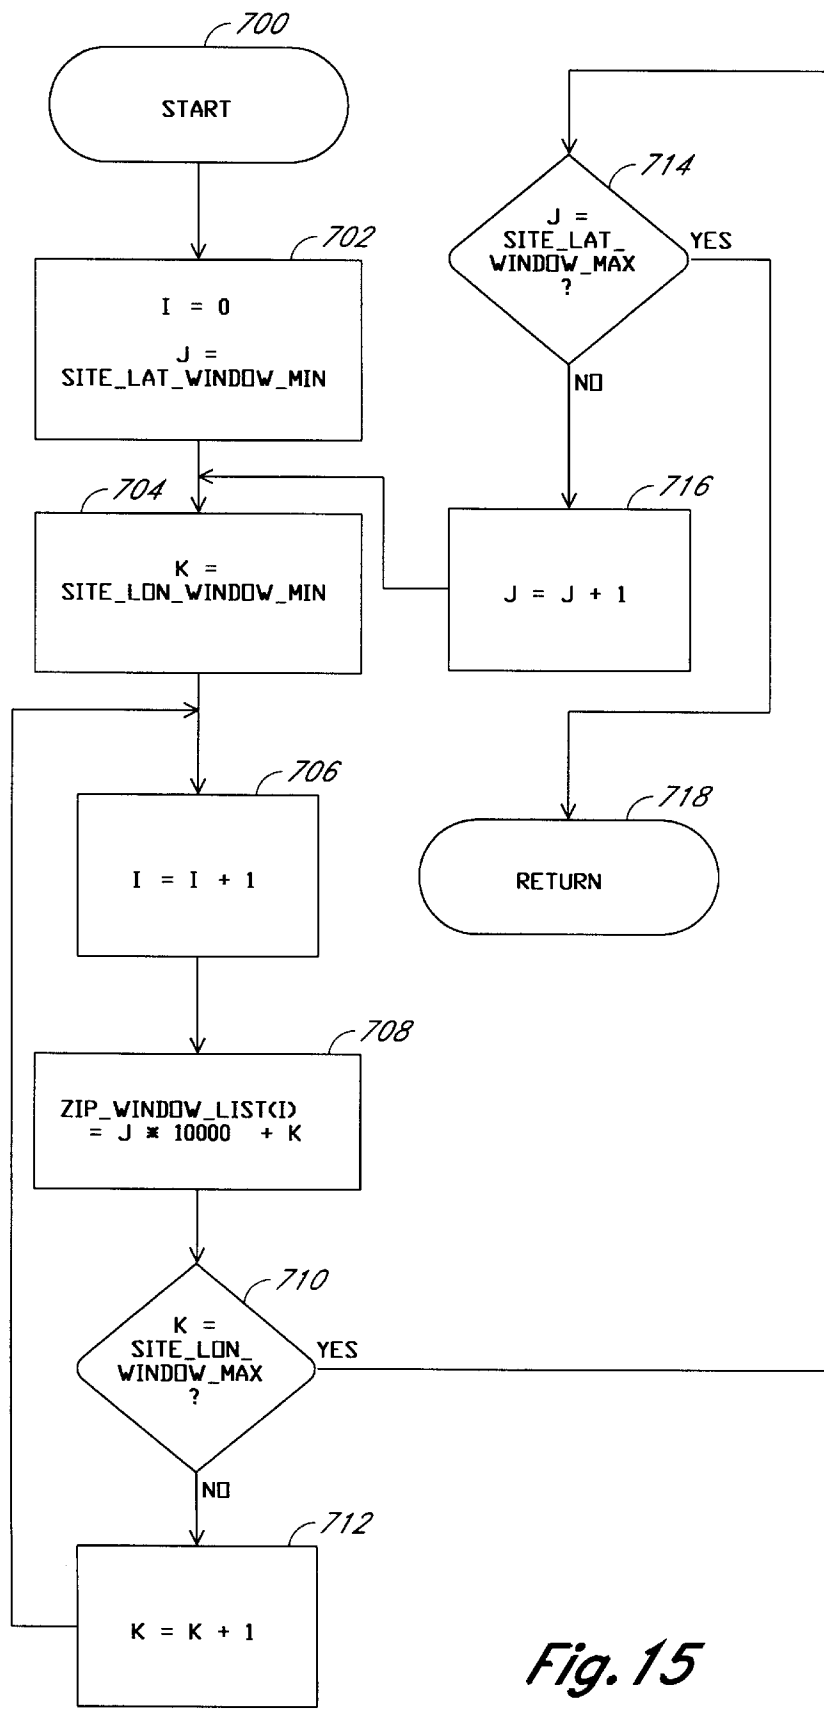 700
START
702
I = 0
J =
SITE_LAT_WINDOW_MIN
704
K =
SITE_LON_WINDOW_MIN
706
I = I + 1
708
ZIP_WINDOW_LIST(I)
= J * 10000 + K
710
K =
SITE_LON_
WINDOW_MAX
?
YES
NO
712
K = K + 1
714
J =
SITE_LAT_
WINDOW_MAX
?
YES
NO
716
J = J + 1
718
RETURN
Fig. 15